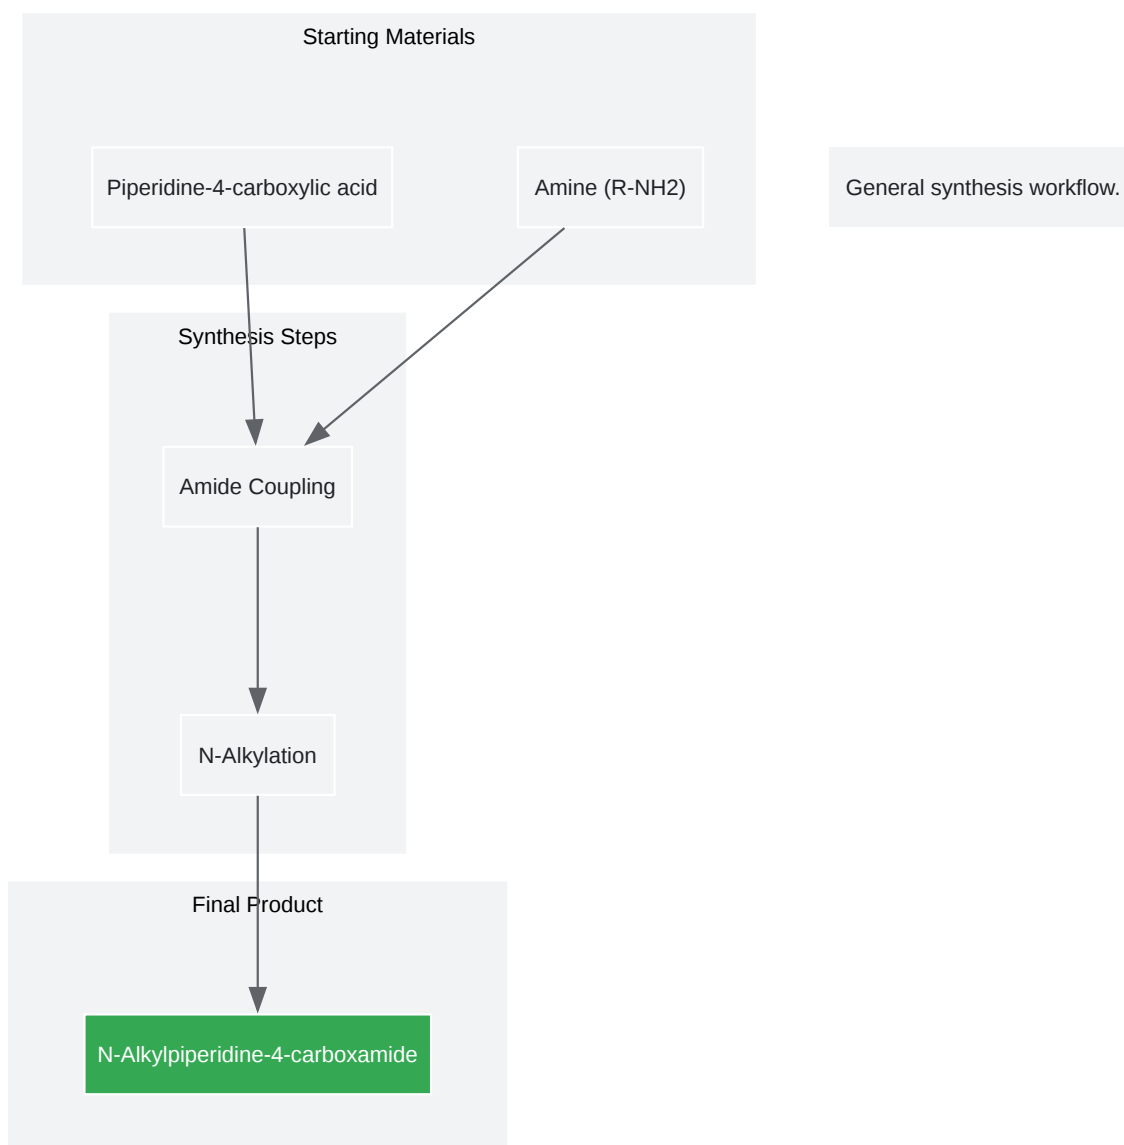 Starting Materials
Piperidine-4-carboxylic acid
Amine (R-NH2)
General synthesis workflow.
Synthesis Steps
Amide Coupling
N-Alkylation
Final Product
N-Alkylpiperidine-4-carboxamide